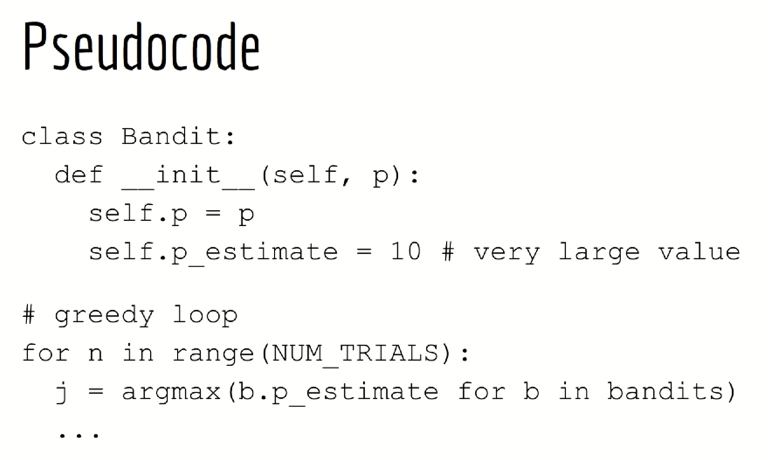 Pseudocode
class Bandit:
  def __init__(self, p):
    self.p = p
    self.p_estimate = 10 # very large value
# greedy loop
for n in range(NUM_TRIALS):
  j = argmax(b.p_estimate for b in bandits)
  ...